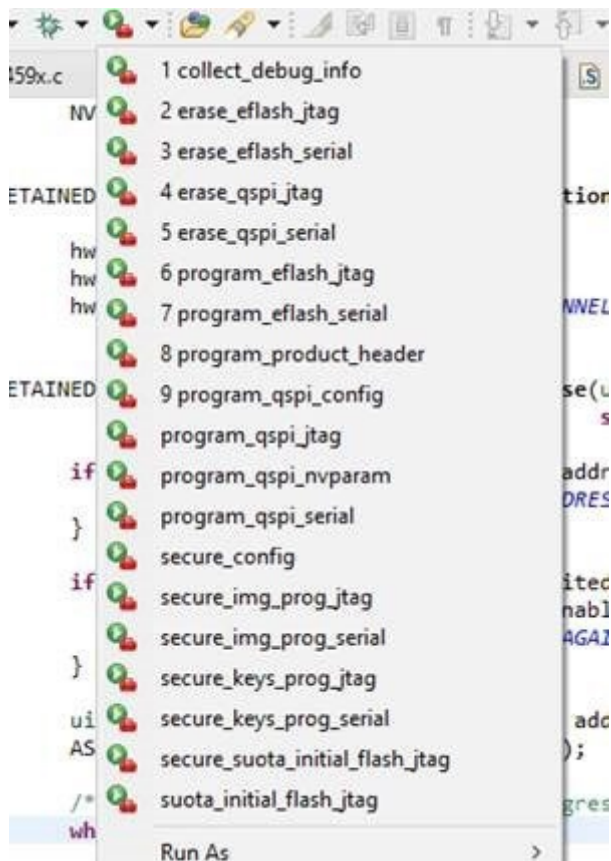 459x.c
S
1 collect_debug_info
NV
2 erase_eflash_jtag
3 erase_eflash_serial
ETAINED
4 erase_qspi_jtag
tion
5 erase_qspi_serial
hw
hw
6 program_eflash_jtag
hw
7 program_eflash_serial
NNEL
8 program_product_header
ETAINED
9 program_qspi_config
se(u
s
program_qspi_jtag
if
program_qspi_nvparam
addr
DRES
program_qspi_serial
}
secure_config
if
ited
secure_img_prog_jtag
nabl
secure_img_prog_serial
AGAI
}
secure_keys_prog_jtag
ui
secure_keys_prog_serial
add
AS
secure_suota_initial_flash_jtag
);
/*
suota_initial_flash_jtag
gres
wh
Run As